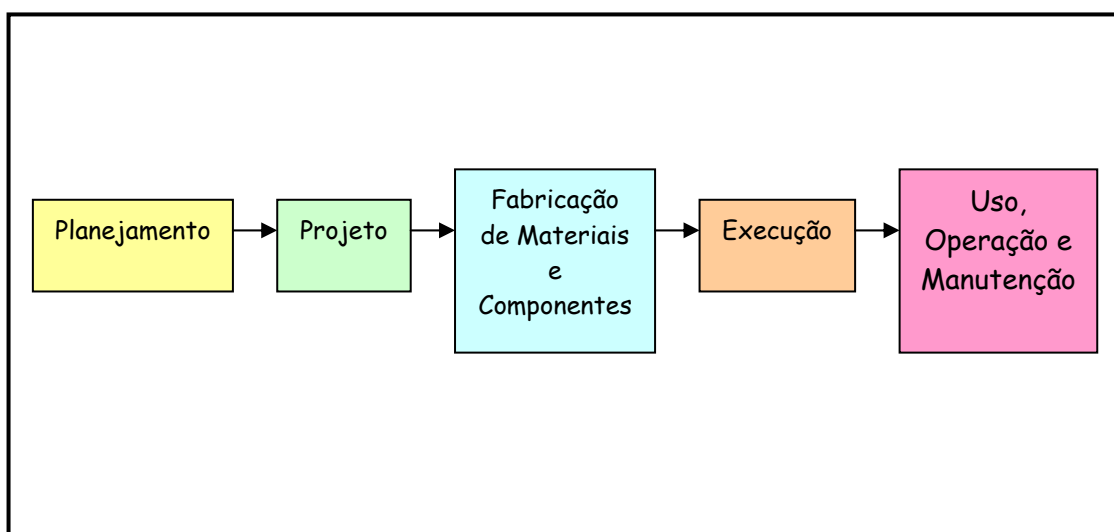 Planejamento
Projeto
Fabricação
de Materiais
e
Componentes
Execução
Uso,
Operação e
Manutenção